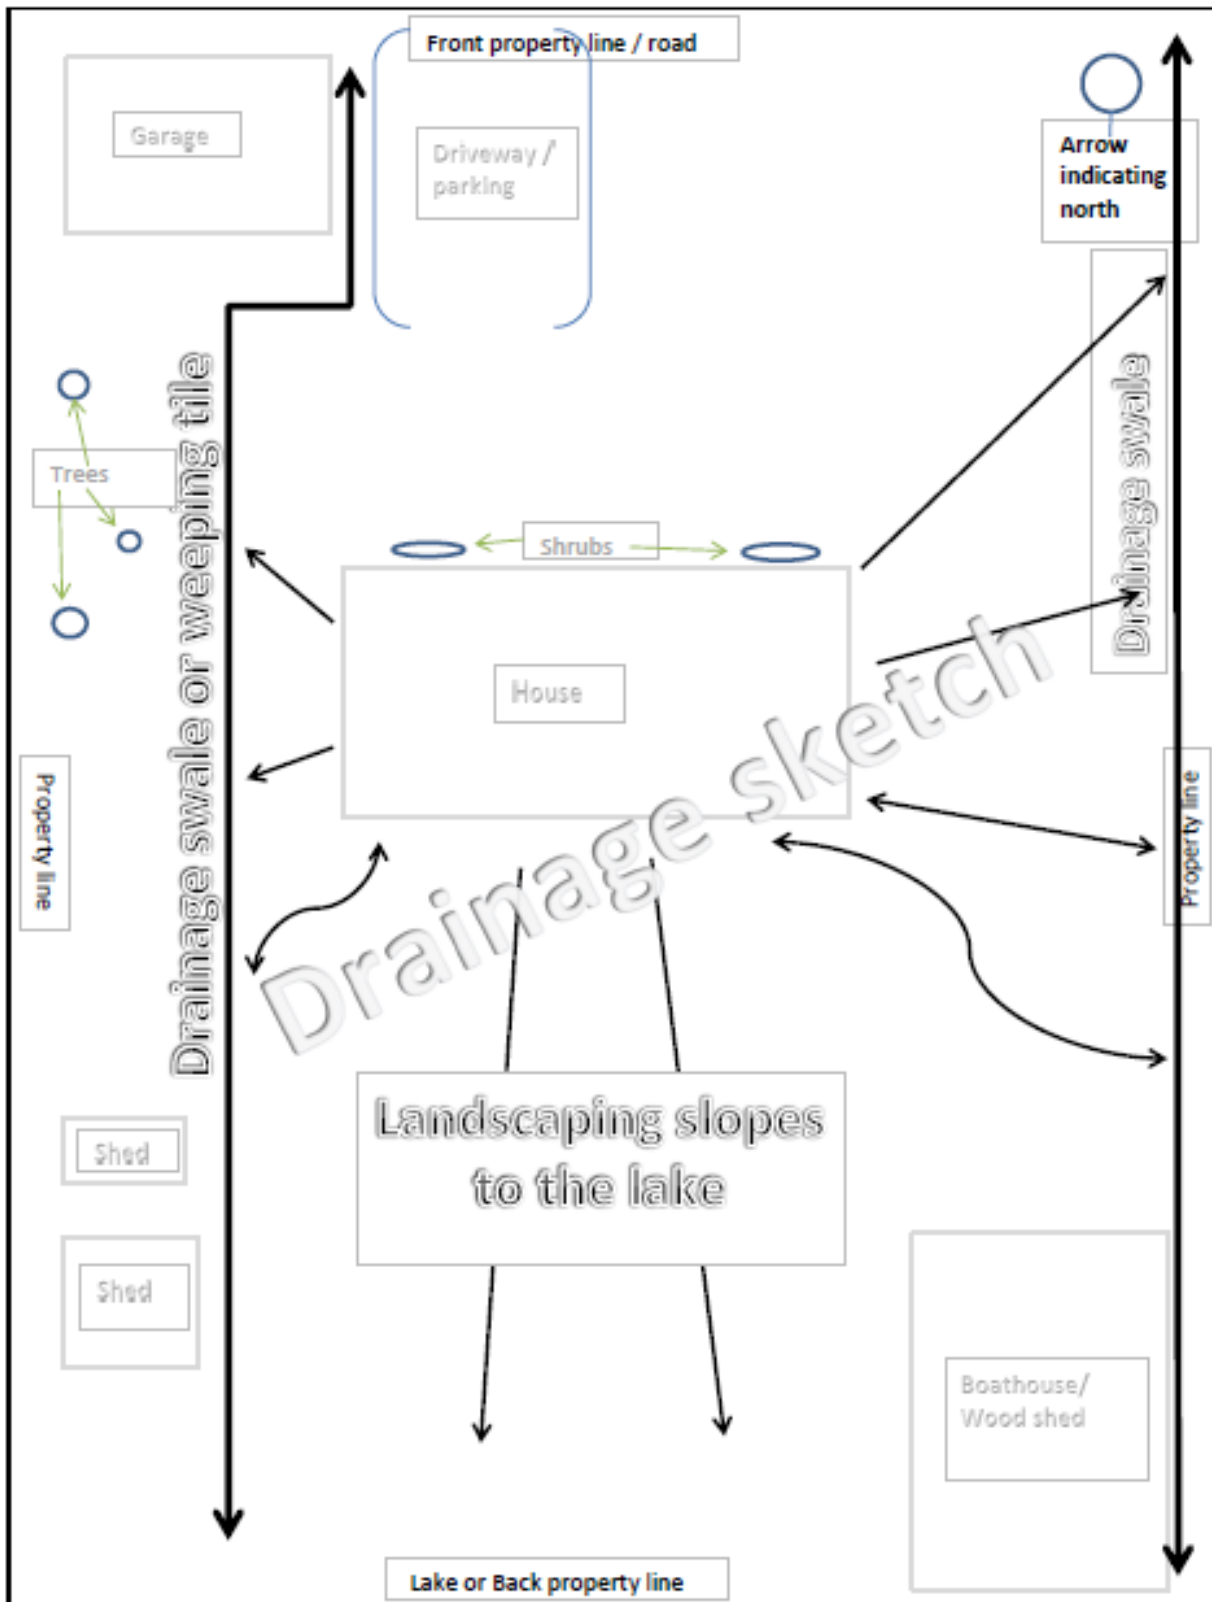 Front property line / road
Garage
Driveway /
parking
Arrow
indicating
north
Drainage swale or weeping tile
Drainage swale
Trees
Shrubs
House
Drainage sketch
Property line
Property line
Landscaping slopes
to the lake
Shed
Shed
Boathouse/
Wood shed
Lake or Back property line